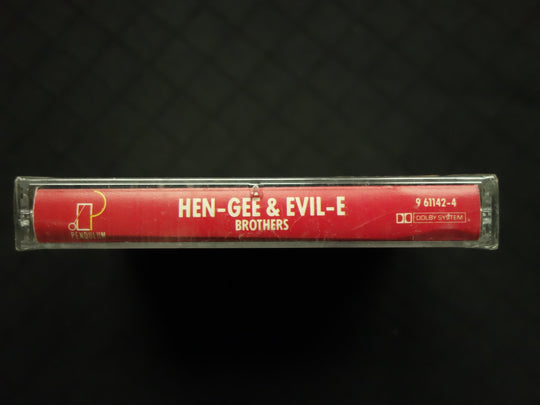 PENDULUM
HEN-GEE & EVIL-E
BROTHERS
9 61142-4
DOLBY SYSTEM